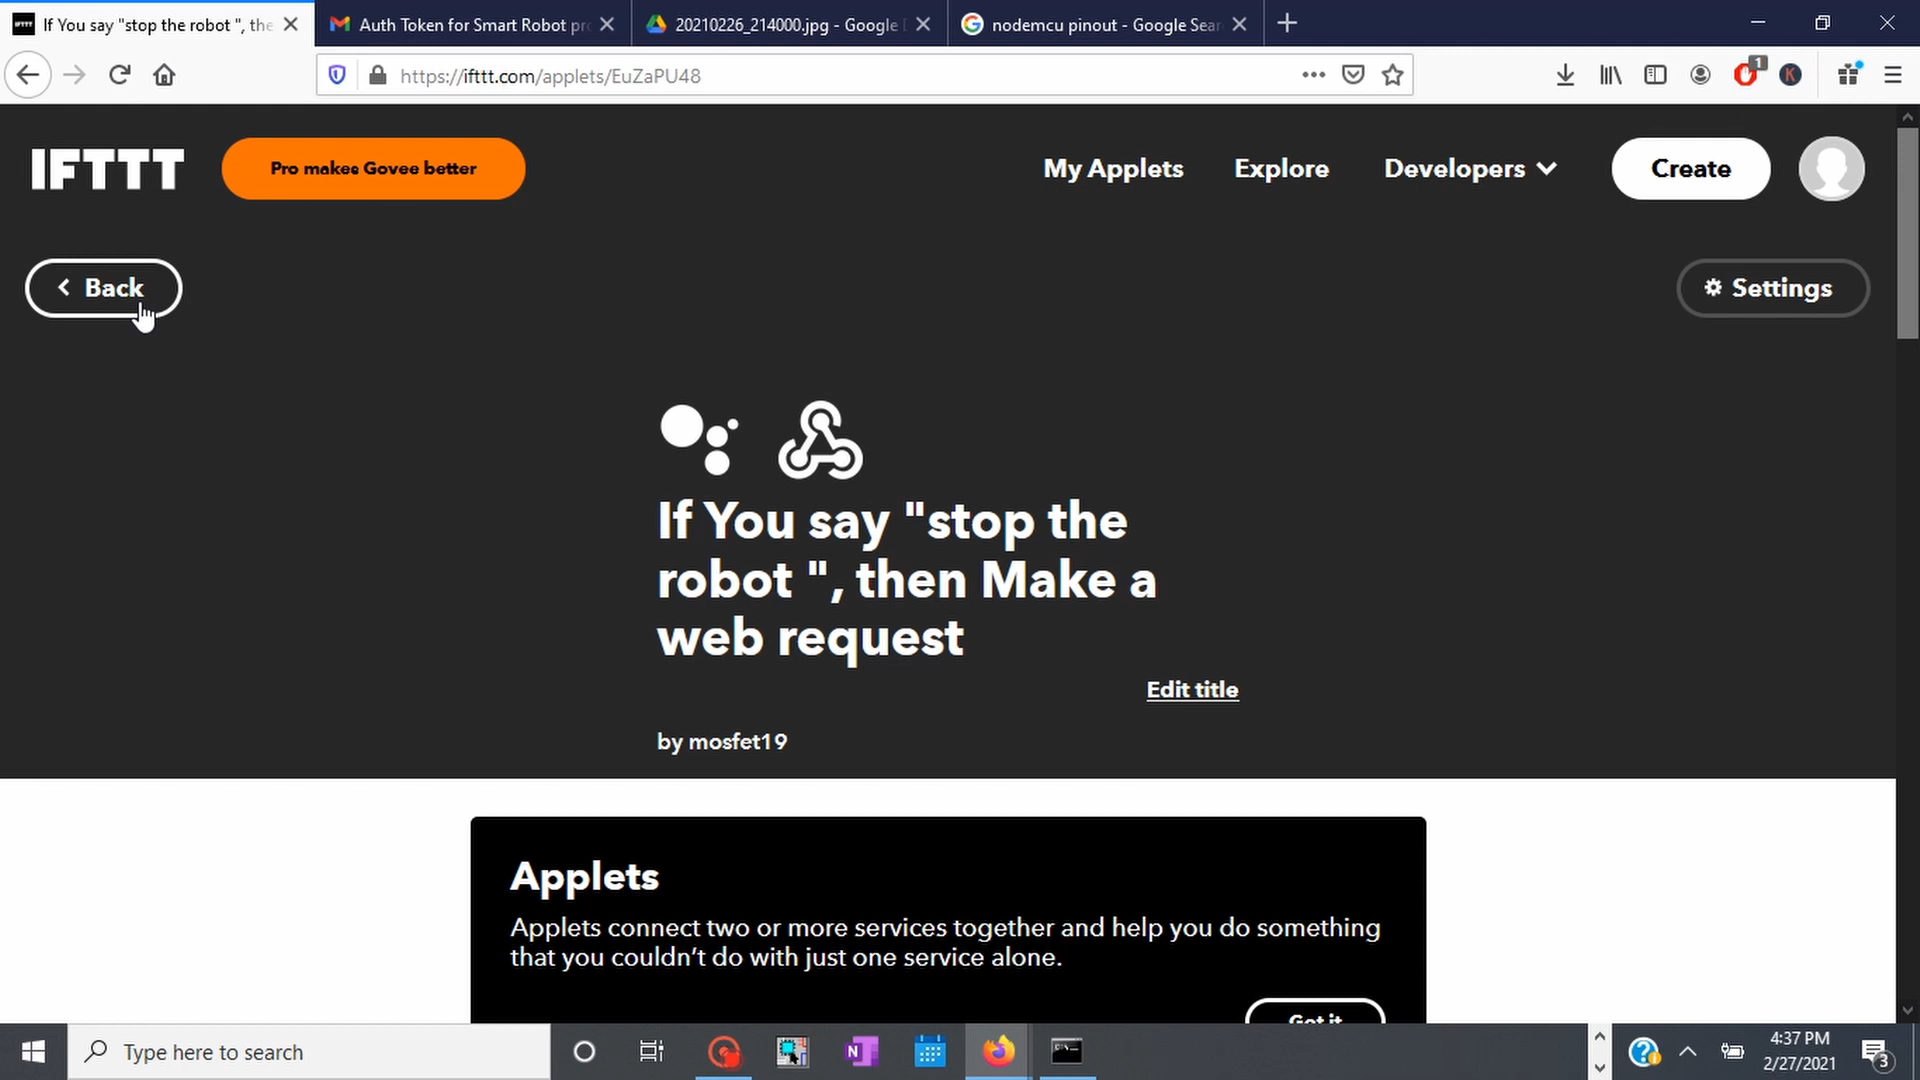 If You say "stop the robot ", the
Auth Token for Smart Robot pr
20210226_214000.jpg - Google
nodemcu pinout - Google Sear
https://ifttt.com/applets/EuZaPU48
1
K
IFTTT
Pro makes Govee better
My Applets
Explore
Developers
Create
Back
Settings
If You say "stop the
robot ", then Make a
web request
Edit title
by mosfet19
Applets
Applets connect two or more services together and help you do something
that you couldn't do with just one service alone.
Got it
Type here to search
N
4:37 PM
2/27/2021
3